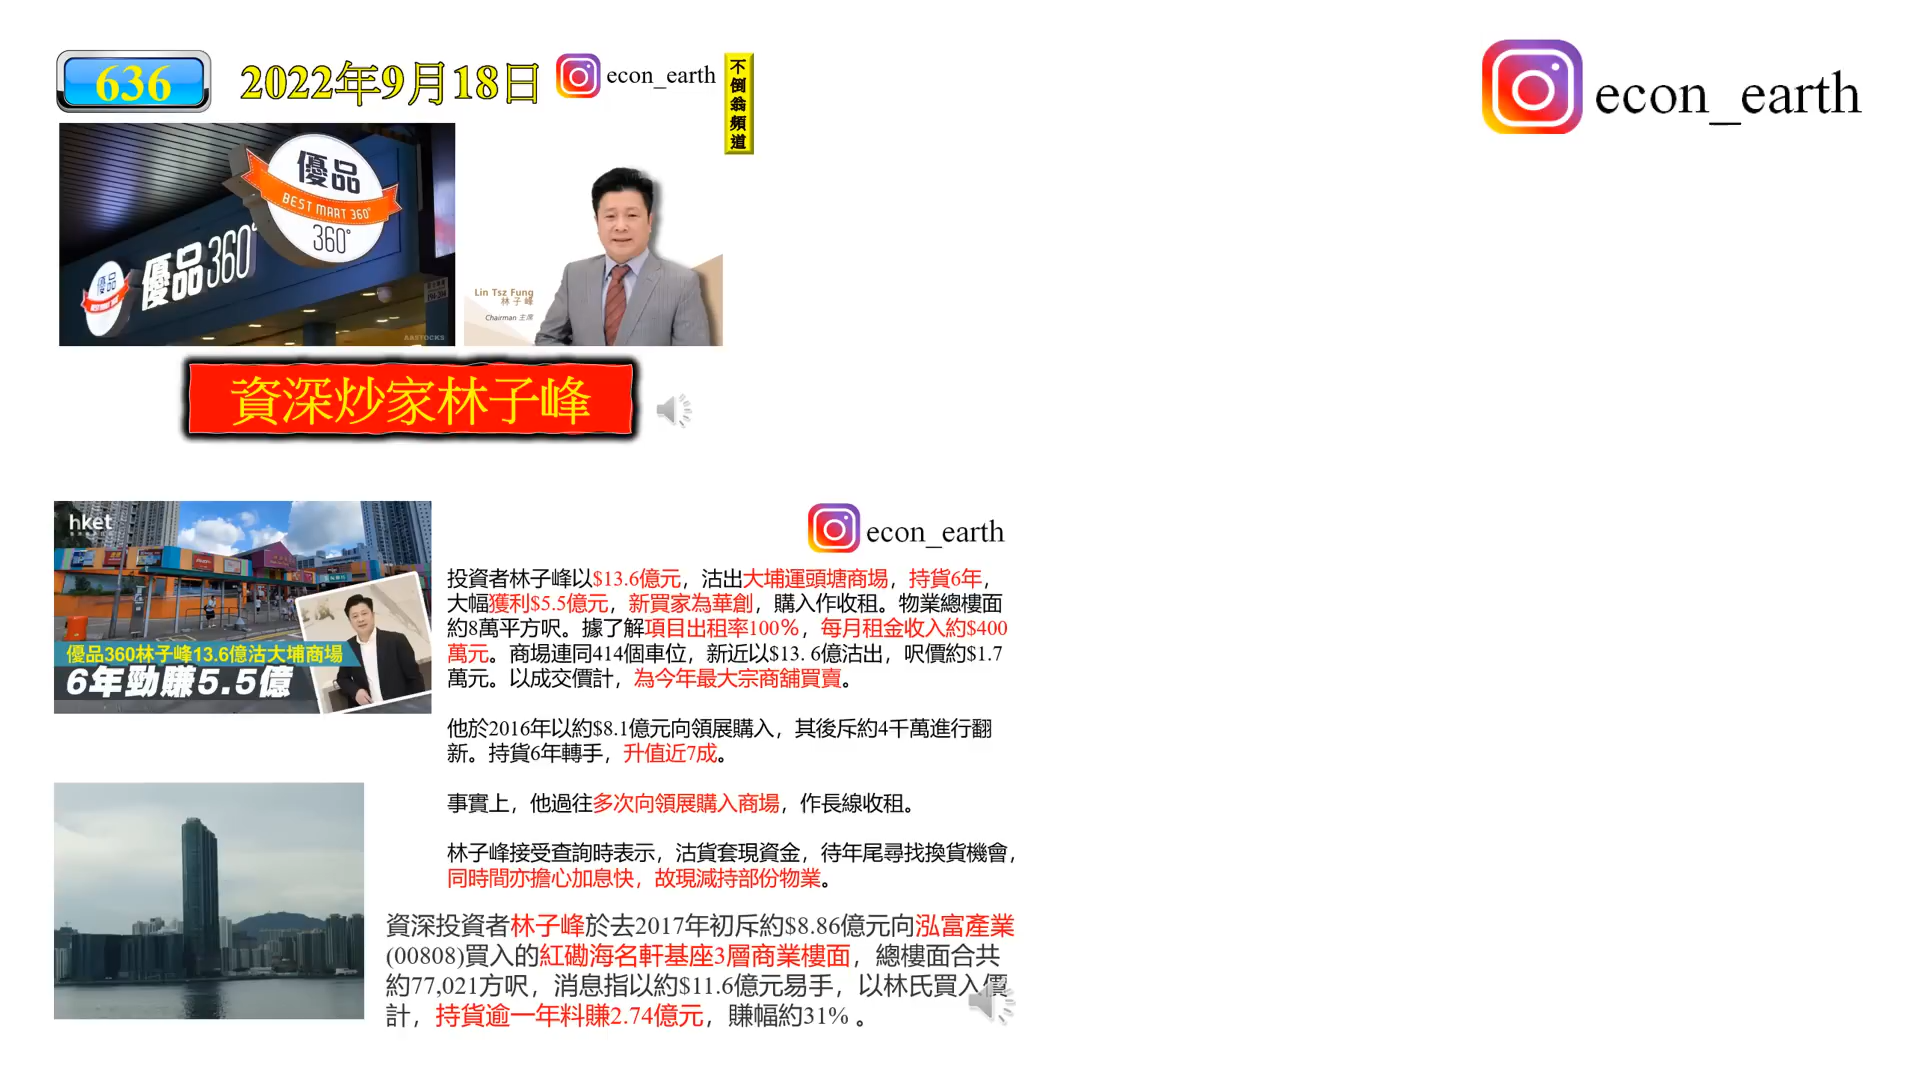 636
2022年9月18日
econ_earth
不倒翁頻道
econ_earth
優品
BEST MART 360°
360°
優品360°
優品
AASTOCKS
Lin Tsz Fung
林子峰
Chairman 主席
資深炒家林子峰
hket
優品360林子峰13.6億沽大埔商場
6年勁賺5.5億
econ_earth
投資者林子峰以$13.6億元，沽出大埔運頭塘商場，持貨6年，
大幅獲利$5.5億元，新買家為華創，購入作收租。物業總樓面
約8萬平方呎。據了解項目出租率100%，每月租金收入約$400
萬元。商場連同414個車位，新近以$13. 6億沽出，呎價約$1.7
萬元。以成交價計，為今年最大宗商舖買賣。
他於2016年以約$8.1億元向領展購入，其後斥約4千萬進行翻
新。持貨6年轉手，升值近7成。
事實上，他過往多次向領展購入商場，作長線收租。
林子峰接受查詢時表示，沽貨套現資金，待年尾尋找換貨機會，
同時間亦擔心加息快，故現減持部份物業。
資深投資者林子峰於去2017年初斥約$8.86億元向泓富產業
(00808)買入的紅磡海名軒基座3層商業樓面，總樓面合共
約77,021方呎，消息指以約$11.6億元易手，以林氏買入價
計，持貨逾一年料賺2.74億元，賺幅約31% 。